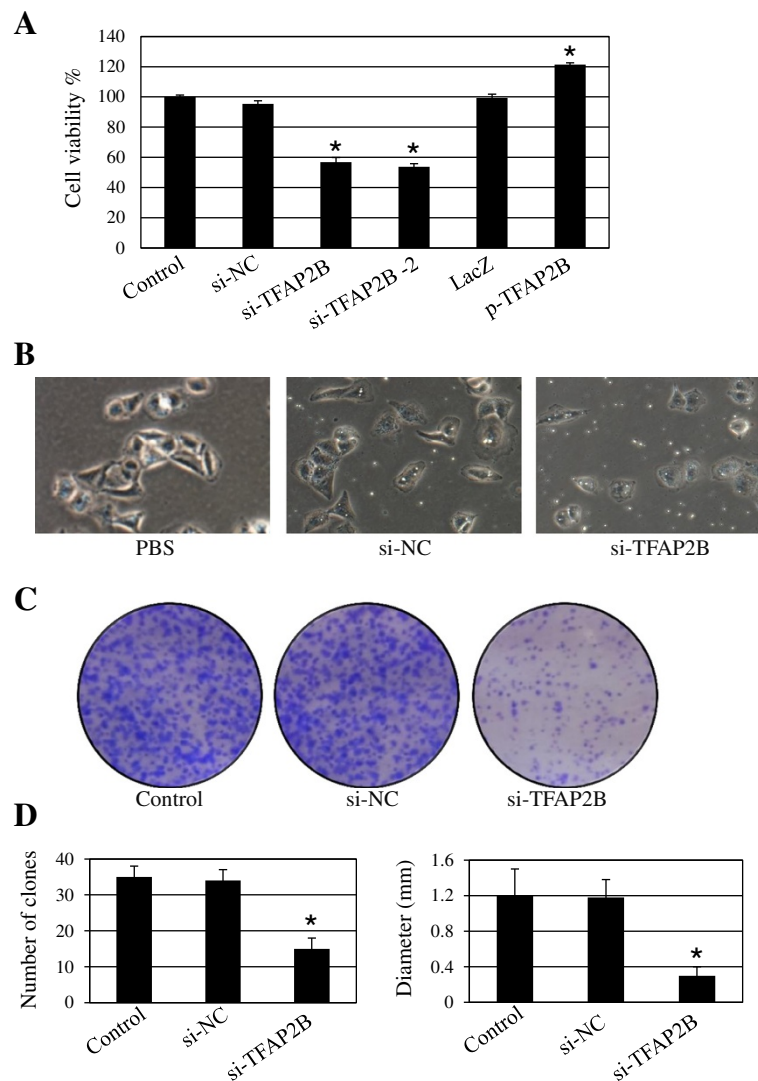 A
Cell viability %
140
120
100
80
60
40
20
0
* * *
Control si-NC si-TFAP2B si-TFAP2B -2 LacZ p-TFAP2B
B
PBS si-NC si-TFAP2B
C
Control si-NC si-TFAP2B
D
Number of clones
40
30
20
10
0
*
Control si-NC si-TFAP2B
Diameter (mm)
1.6
1.2
0.8
0.4
0
*
Control si-NC si-TFAP2B